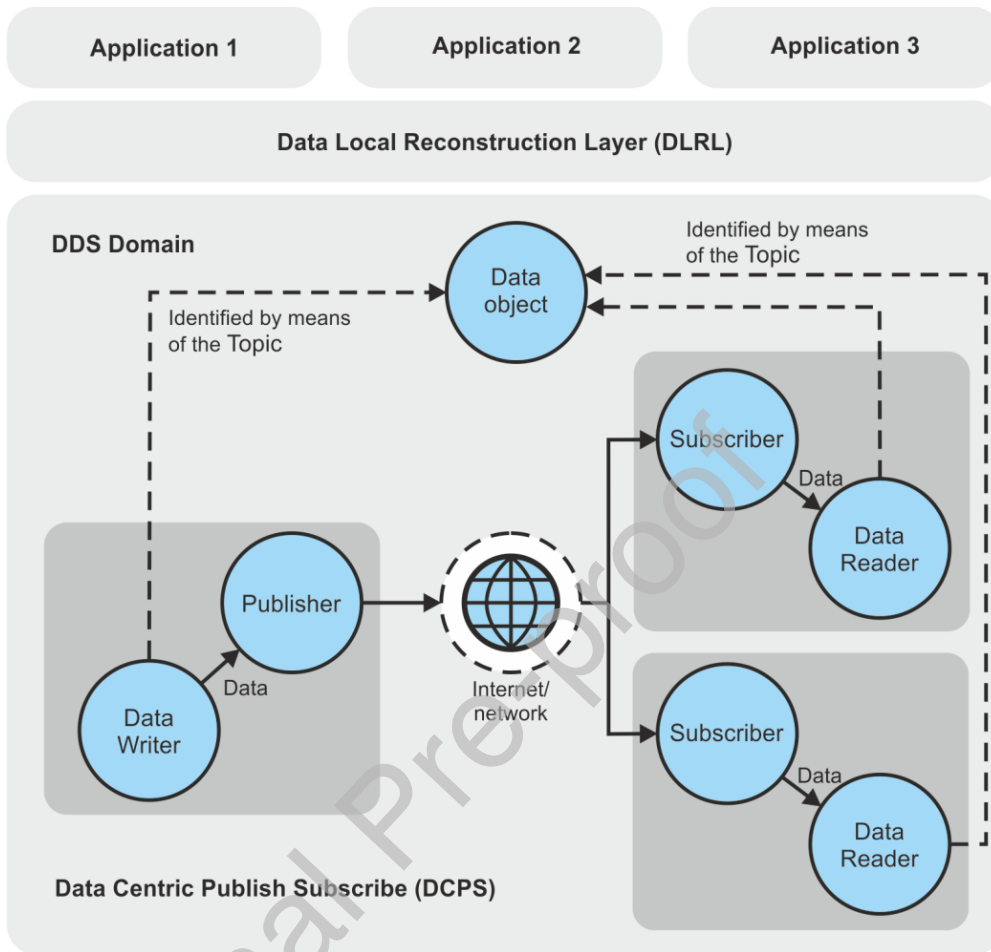 Application 1
Application 2
Application 3
Data Local Reconstruction Layer (DLRL)
DDS Domain
Data
object
Identified by means
of the Topic
Identified by means
of the Topic
Subscriber
Data
Data
Reader
Publisher
Data
Data
Writer
Internet/
network
Subscriber
Data
Data
Reader
Data Centric Publish Subscribe (DCPS)
al Pre-proof